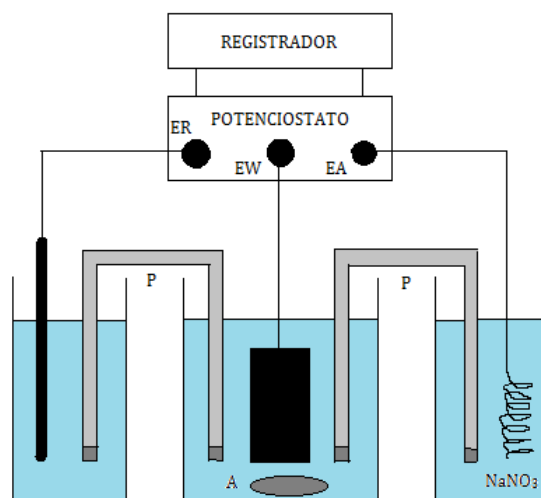 REGISTRADOR
POTENCIOSTATO
ER
EW
EA
P
P
A
NaNO₃